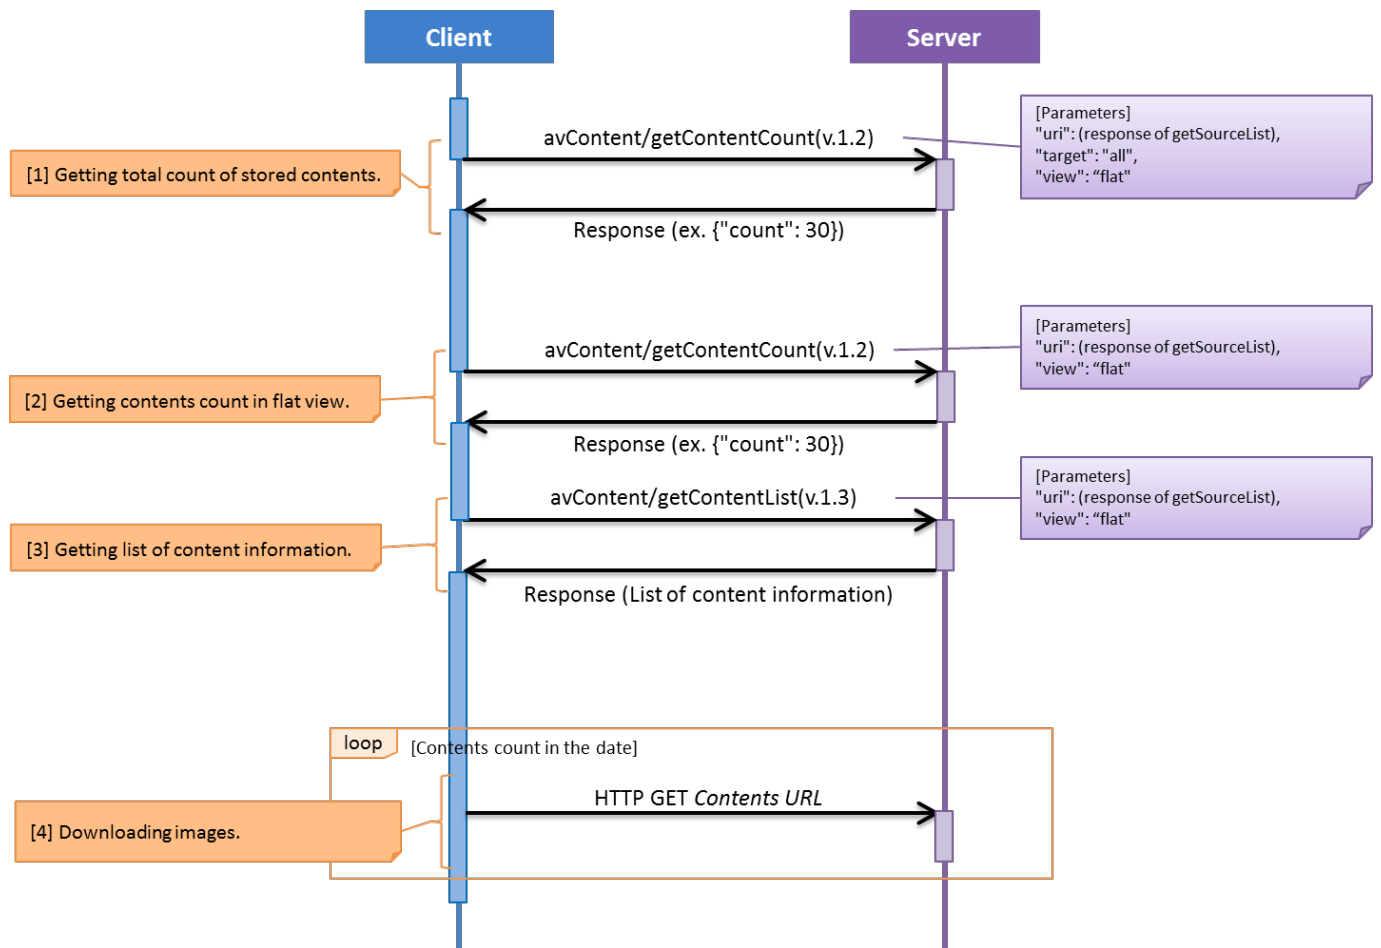 Client
Server
avContent/getContentCount(v.1.2)
[Parameters]
"uri": (response of getSourceList),
"target": "all",
"view": “flat"
[1] Getting total count of stored contents.
Response (ex. {"count": 30})
avContent/getContentCount(v.1.2)
[Parameters]
"uri": (response of getSourceList),
"view": “flat"
[2] Getting contents count in flat view.
Response (ex. {"count": 30})
avContent/getContentList(v.1.3)
[Parameters]
"uri": (response of getSourceList),
"view": “flat"
[3] Getting list of content information.
Response (List of content information)
loop
[Contents count in the date]
HTTP GET Contents URL
[4] Downloading images.